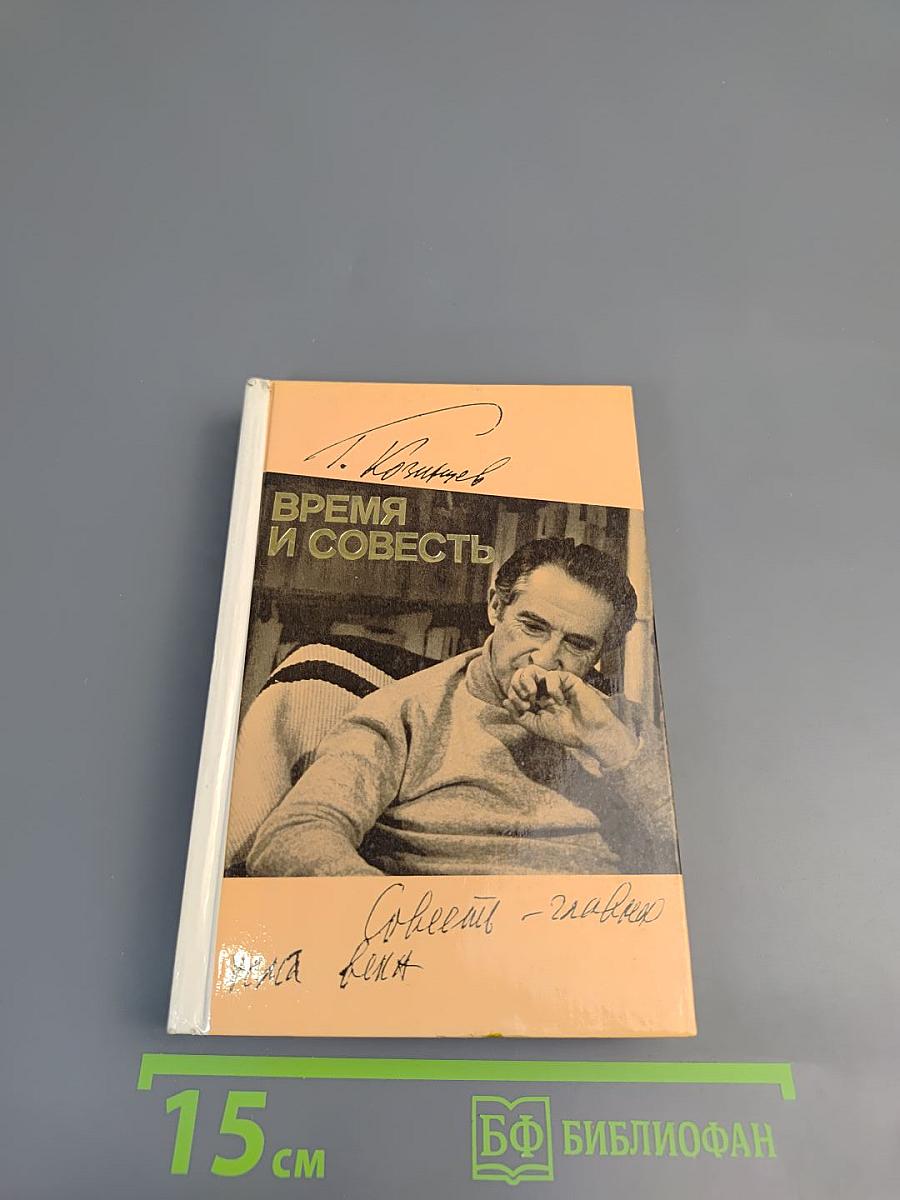 Г. Козинцев
ВРЕМЯ
И СОВЕСТЬ
Совесть – главная
тема века
15 см
БФ БИБЛИОФАН